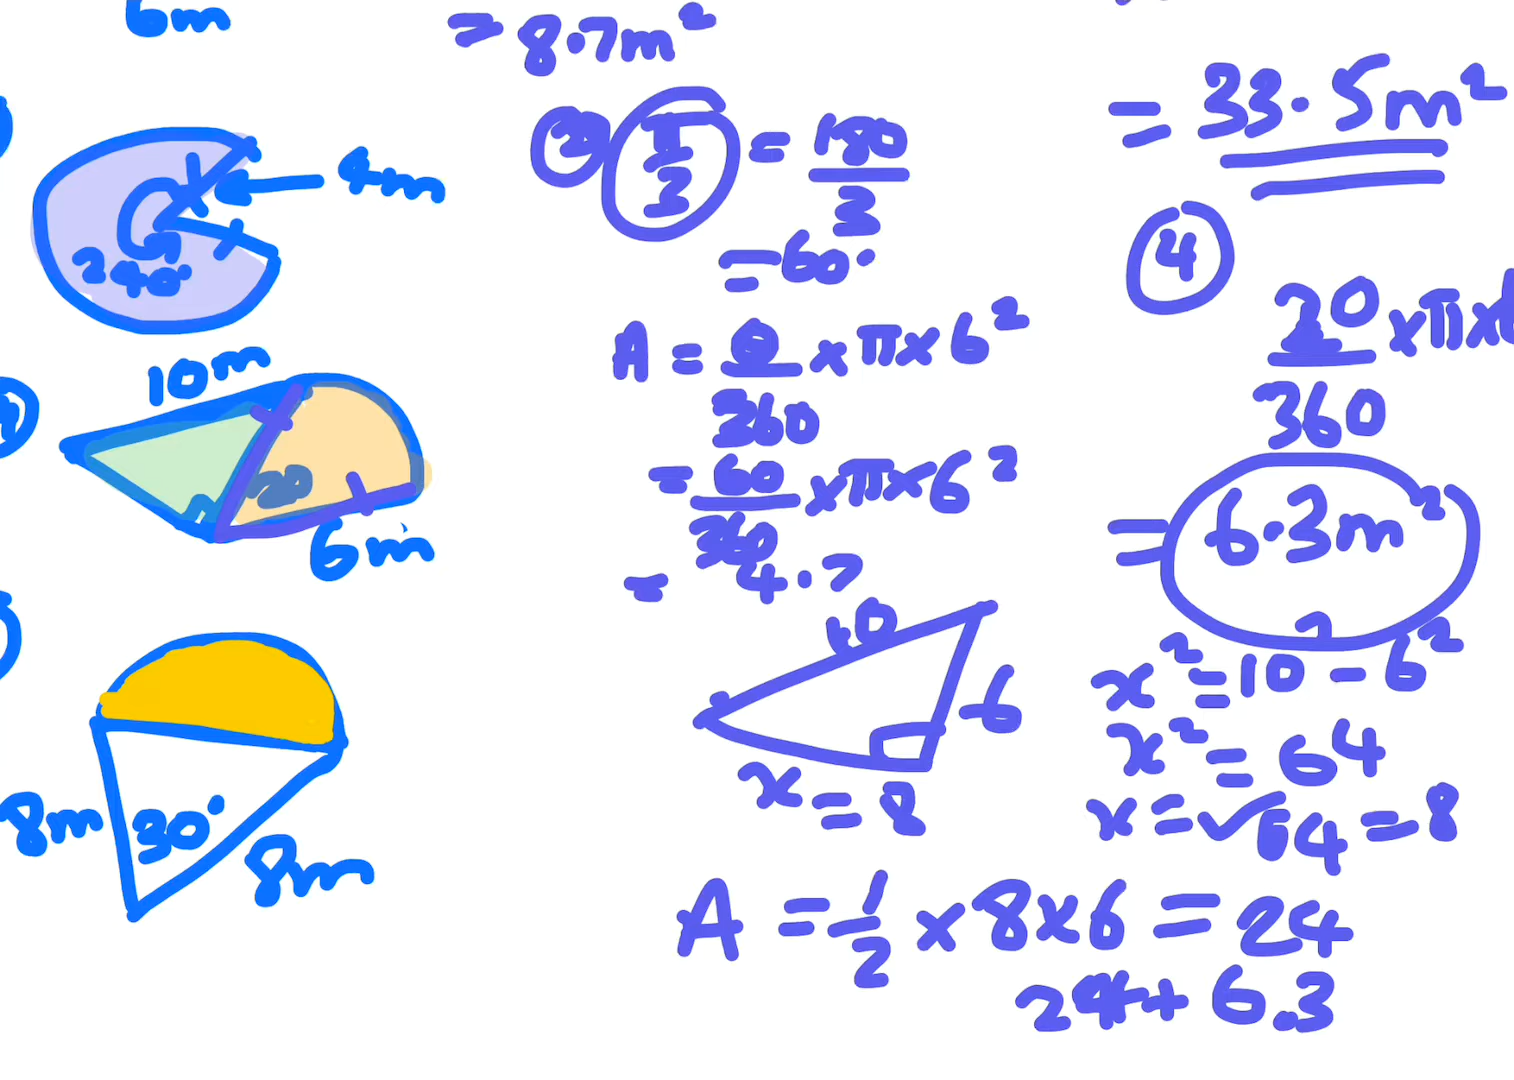 6m
4m
240°
10m
20
6m
8m
30°
8m
= 8.7m²
② π/3 = 180/3
= 60°
A = θ/360 × π × 6²
= 60/360 × π × 6²
= 4.7
10
6
x = 8
A = 1/2 × 8 × 6 = 24
24 + 6.3
= 33.5m²
④
20/360 × π ×
= 6.3m²
x² = 10² - 6²
x² = 64
x = √64 = 8